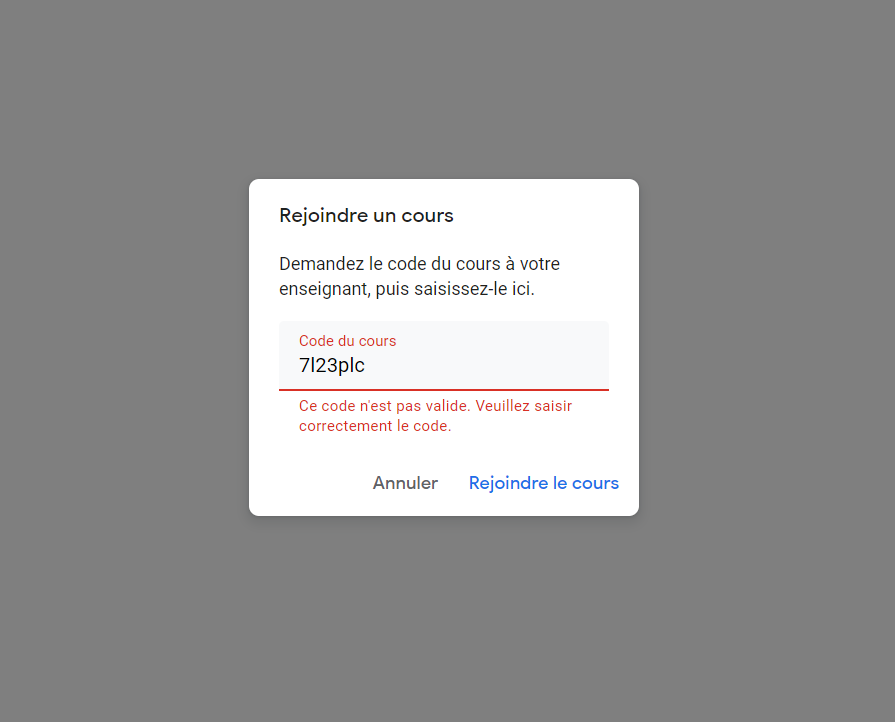 Rejoindre un cours
Demandez le code du cours à votre
enseignant, puis saisissez-le ici.
Code du cours
7l23plc
Ce code n'est pas valide. Veuillez saisir
correctement le code.
Annuler Rejoindre le cours